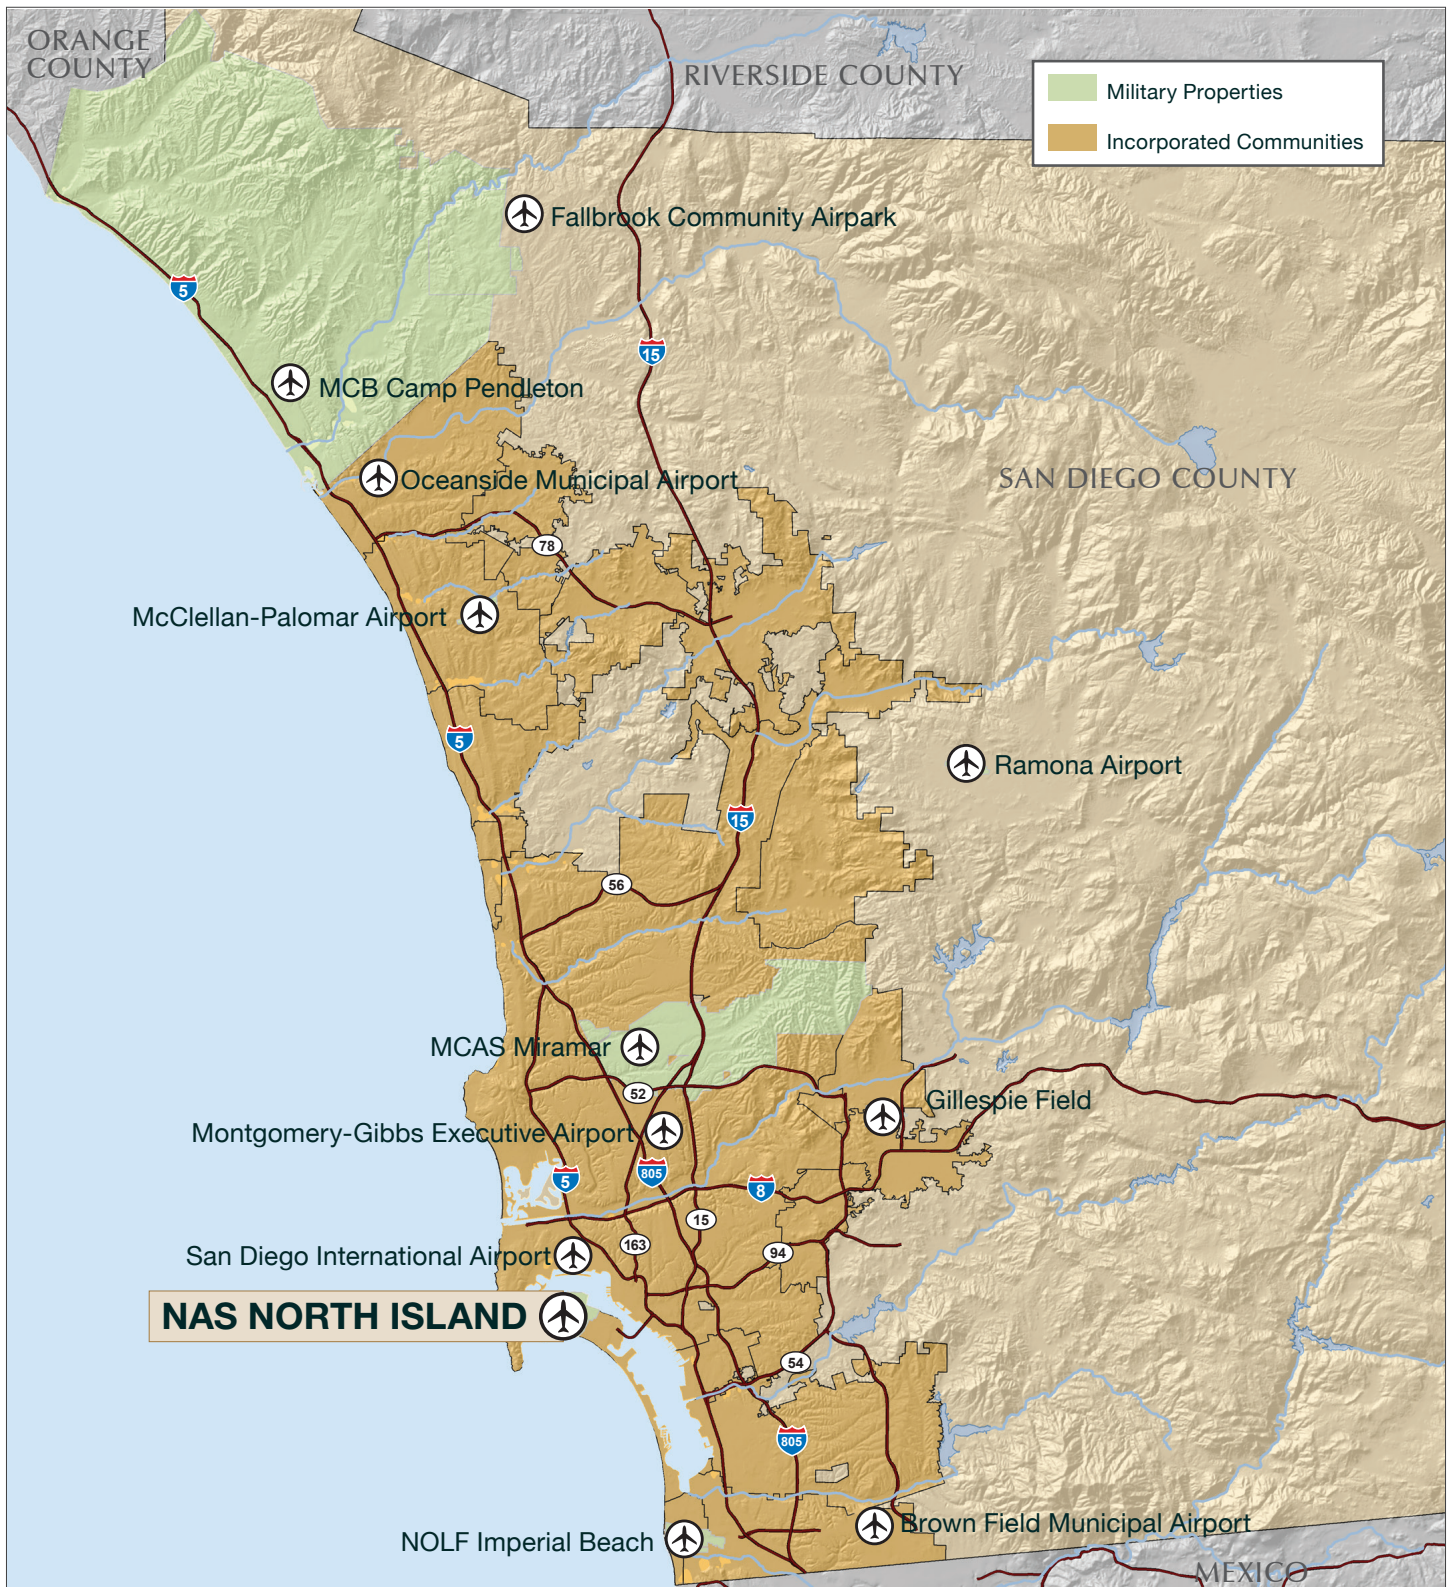 ORANGE
COUNTY
RIVERSIDE COUNTY
Military Properties
Incorporated Communities
Fallbrook Community Airpark
5
15
MCB Camp Pendleton
SAN DIEGO COUNTY
Oceanside Municipal Airport
78
McClellan-Palomar Airport
5
Ramona Airport
15
56
MCAS Miramar
52
Gillespie Field
Montgomery-Gibbs Executive Airport
805
5
8
15
163
94
San Diego International Airport
NAS NORTH ISLAND
54
805
Brown Field Municipal Airport
NOLF Imperial Beach
MEXICO